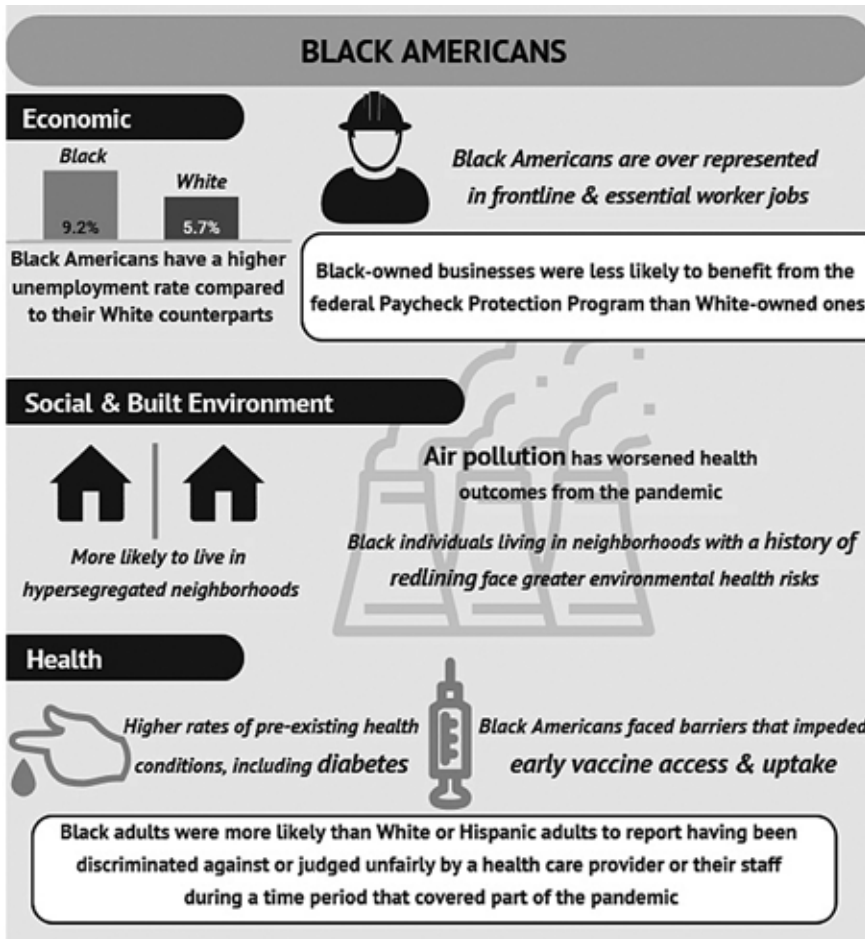 BLACK AMERICANS
Economic
Black
White
9.2%
5.7%
Black Americans have a higher
unemployment rate compared
to their White counterparts
Black Americans are over represented
in frontline & essential worker jobs
Black-owned businesses were less likely to benefit from the
federal Paycheck Protection Program than White-owned ones
Social & Built Environment
More likely to live in
hypersegregated neighborhoods
Air pollution has worsened health
outcomes from the pandemic
Black individuals living in neighborhoods with a history of
redlining face greater environmental health risks
Health
Higher rates of pre-existing health
conditions, including diabetes
Black Americans faced barriers that impeded
early vaccine access & uptake
Black adults were more likely than White or Hispanic adults to report having been
discriminated against or judged unfairly by a health care provider or their staff
during a time period that covered part of the pandemic